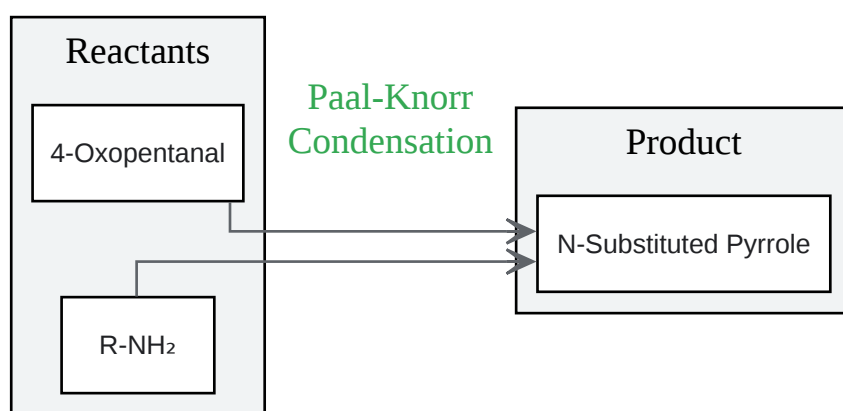 Reactants
4-Oxopentanal
R-NH₂
Paal-Knorr
Condensation
Product
N-Substituted Pyrrole